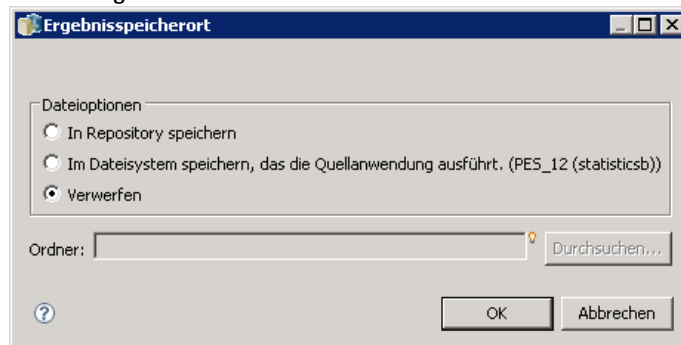 Ergebnisspeicherort
Dateioptionen
In Repository speichern
Im Dateisystem speichern, das die Quellanwendung ausführt. (PES_12 (statisticsb))
Verwerfen
Ordner:
Durchsuchen...
?
OK
Abbrechen